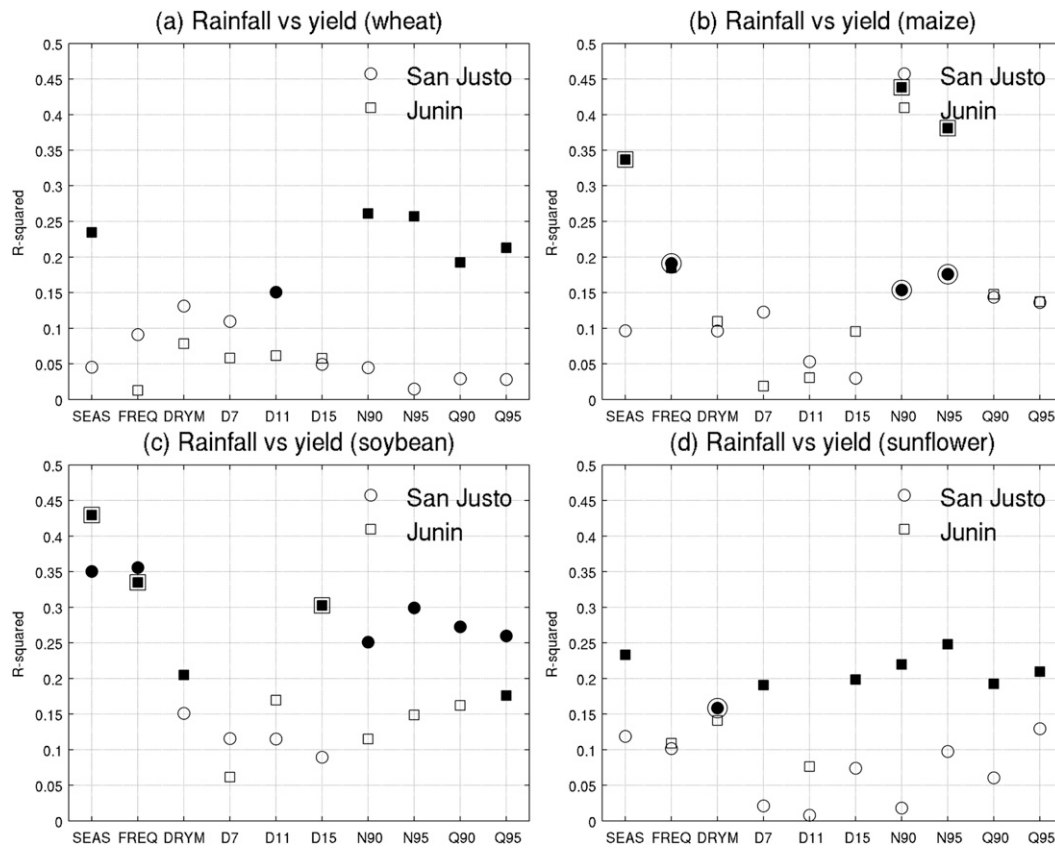 (a) Rainfall vs yield (wheat)
0.5
0.45
0.4
0.35
0.3
0.25
0.2
0.15
0.1
0.05
0
R-squared
San Justo
Junin
SEAS FREQ DRYM D7 D11 D15 N90 N95 Q90 Q95
(b) Rainfall vs yield (maize)
0.5
0.45
0.4
0.35
0.3
0.25
0.2
0.15
0.1
0.05
0
R-squared
San Justo
Junin
SEAS FREQ DRYM D7 D11 D15 N90 N95 Q90 Q95
(c) Rainfall vs yield (soybean)
0.5
0.45
0.4
0.35
0.3
0.25
0.2
0.15
0.1
0.05
0
R-squared
San Justo
Junin
SEAS FREQ DRYM D7 D11 D15 N90 N95 Q90 Q95
(d) Rainfall vs yield (sunflower)
0.5
0.45
0.4
0.35
0.3
0.25
0.2
0.15
0.1
0.05
0
R-squared
San Justo
Junin
SEAS FREQ DRYM D7 D11 D15 N90 N95 Q90 Q95